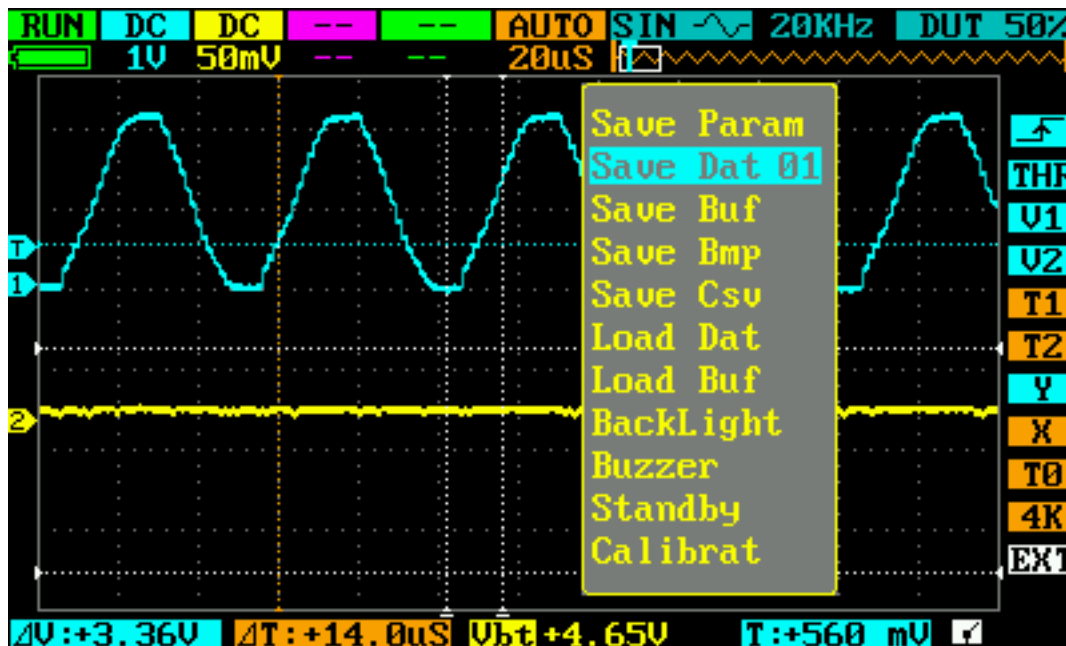 RUN DC DC -- -- AUTO SIN 20KHz DUT 50%
1V 50mV -- -- 20uS
Save Param
Save Dat 01
Save Buf
Save Bmp
Save Csv
Load Dat
Load Buf
BackLight
Buzzer
Standby
Calibrat
T
1
2
THR
V1
V2
T1
T2
Y
X
T0
4K
EXT
⊿V:+3.36V ⊿T:+14.0uS Vbt+4.65V T:+560 mV